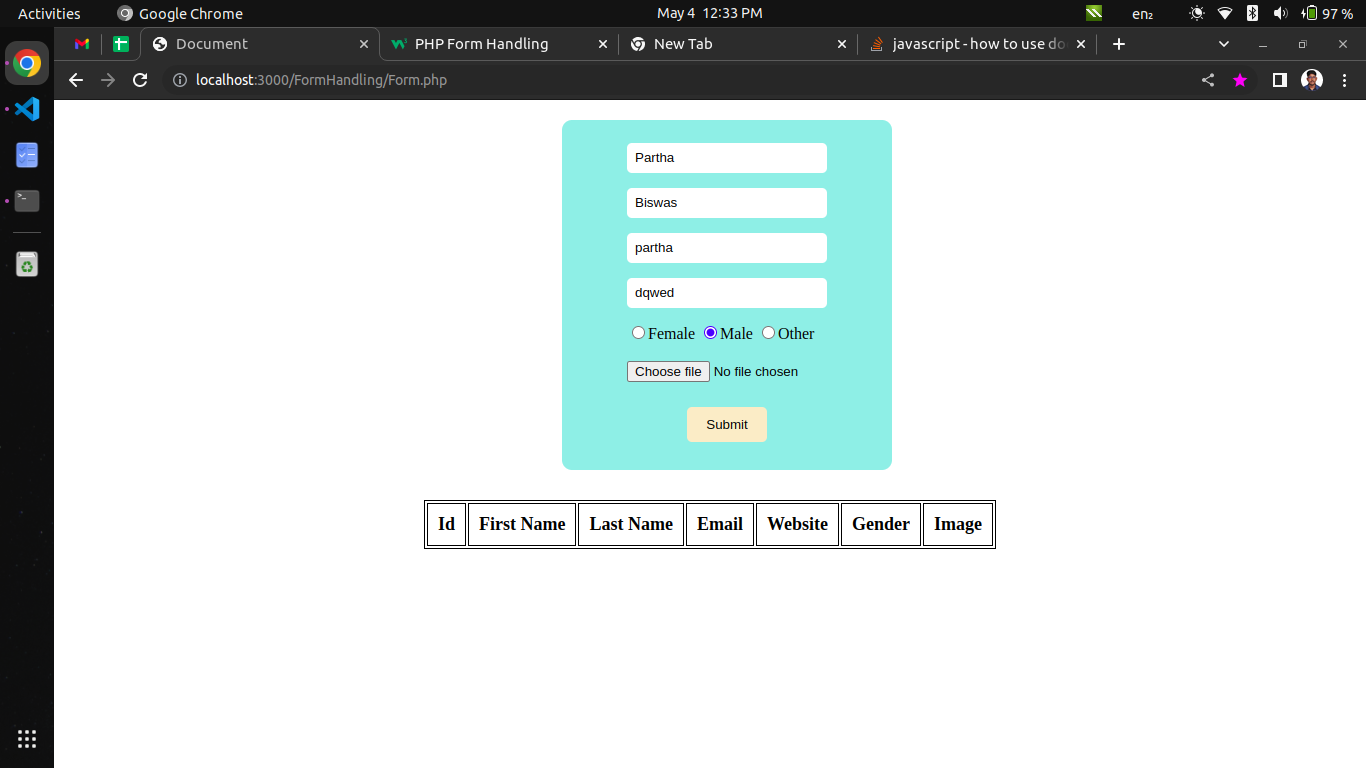 Activities Google Chrome May 4 12:33 PM en₂ 97 %
Document PHP Form Handling New Tab javascript - how to use do
localhost:3000/FormHandling/Form.php
Partha
Biswas
partha
dqwed
Female Male Other
Choose file No file chosen
Submit
Id First Name Last Name Email Website Gender Image